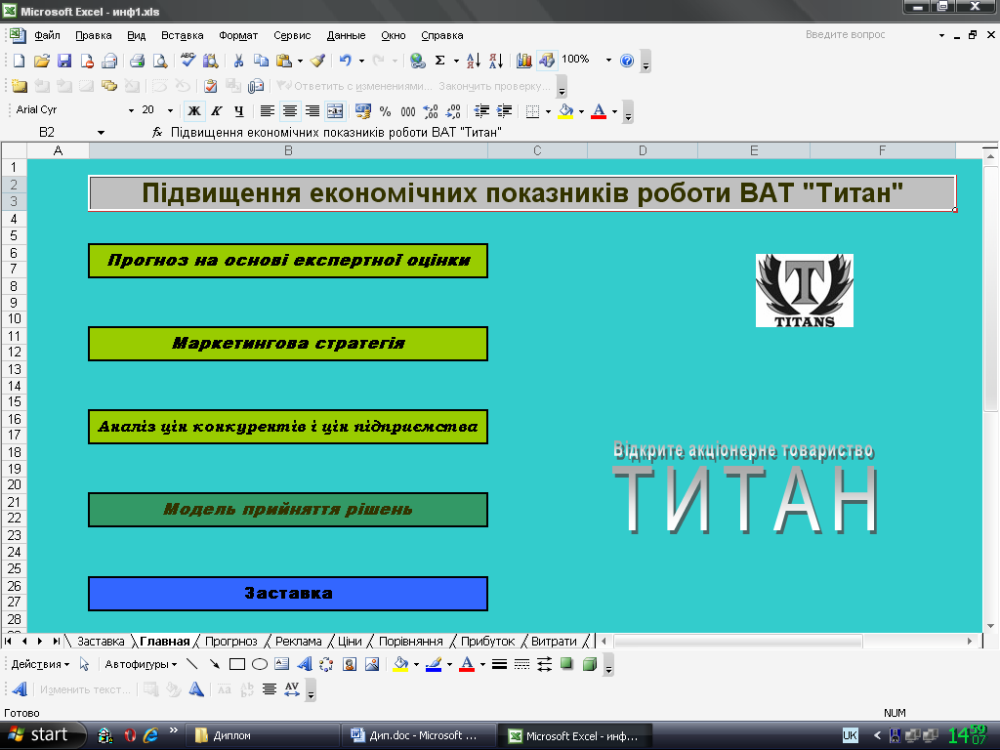 Microsoft Excel - инф1.xls
Файл Правка Вид Вставка Формат Сервис Данные Окно Справка Введите вопрос
100%
Ответить с изменениями... Закончить проверку...
Arial Cyr 20 Ж К Ч % 000
B2 fx Підвищення економічних показників роботи ВАТ "Титан"
A B C D E F
1
2
3
4
5
6
7
8
9
10
11
12
13
14
15
16
17
18
19
20
21
22
23
24
25
26
27
28
Підвищення економічних показників роботи ВАТ "Титан"
Прогноз на основі експертної оцінки
T
TITANS
Маркетингова стратегія
Аналіз цін конкурентів і цін підприємства
Відкрите акціонерне товариство
ТИТАН
Модель прийняття рішень
Заставка
Заставка Главная Прогрноз Реклама Ціни Порівняння Прибуток Витрати
Действия Автофигуры
Изменить текст...
Готово NUM
start Диплом Дип.doc - Microsoft ... Microsoft Excel - инф... UK 14 59 07